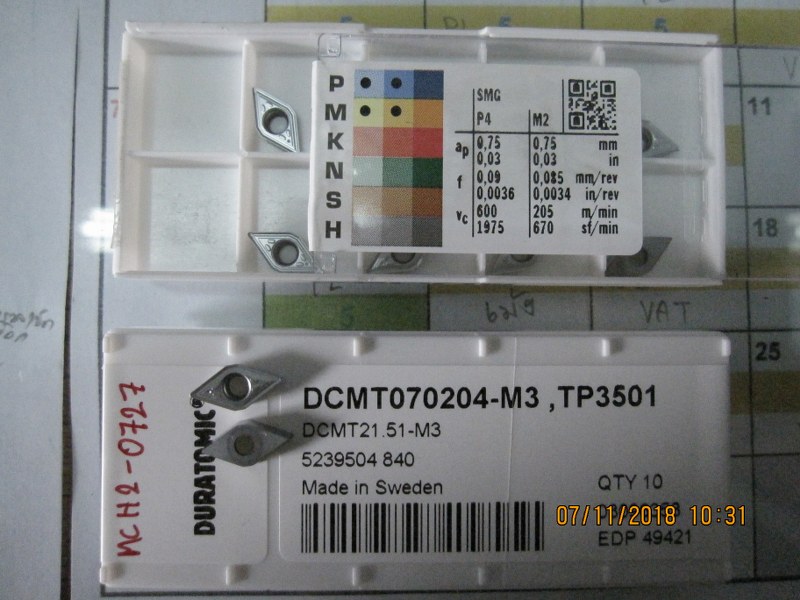 11
18
25
P
M
K
N
S
H
SMG
P4 M2
ap 0,75 0,75 mm
0,03 0,03 in
f 0,09 0,085 mm/rev
0,0036 0,0034 in/rev
vc 600 205 m/min
1975 670 sf/min
VAT
MCH2-0727
DURATOMIC®
DCMT070204-M3 ,TP3501
DCMT21.51-M3
5239504 840
Made in Sweden
QTY 10
EDP 49421
07/11/2018 10:31